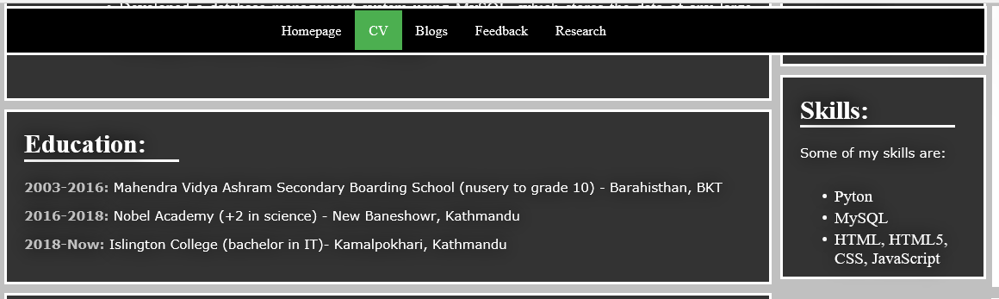 Homepage CV Blogs Feedback Research
Education:
2003-2016: Mahendra Vidya Ashram Secondary Boarding School (nusery to grade 10) - Barahisthan, BKT
2016-2018: Nobel Academy (+2 in science) - New Baneshowr, Kathmandu
2018-Now: Islington College (bachelor in IT)- Kamalpokhari, Kathmandu
Skills:
Some of my skills are:
• Pyton
• MySQL
• HTML, HTML5,
CSS, JavaScript